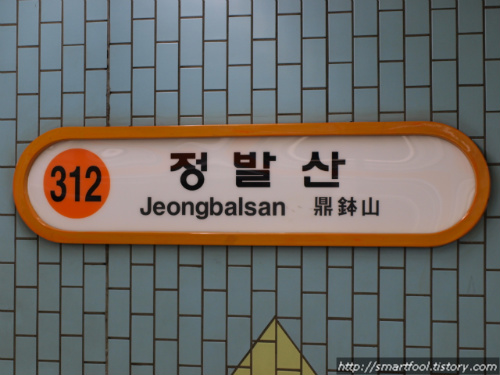 312
정발산
Jeongbalsan 鼎鉢山
http://smartfool.tistory.com